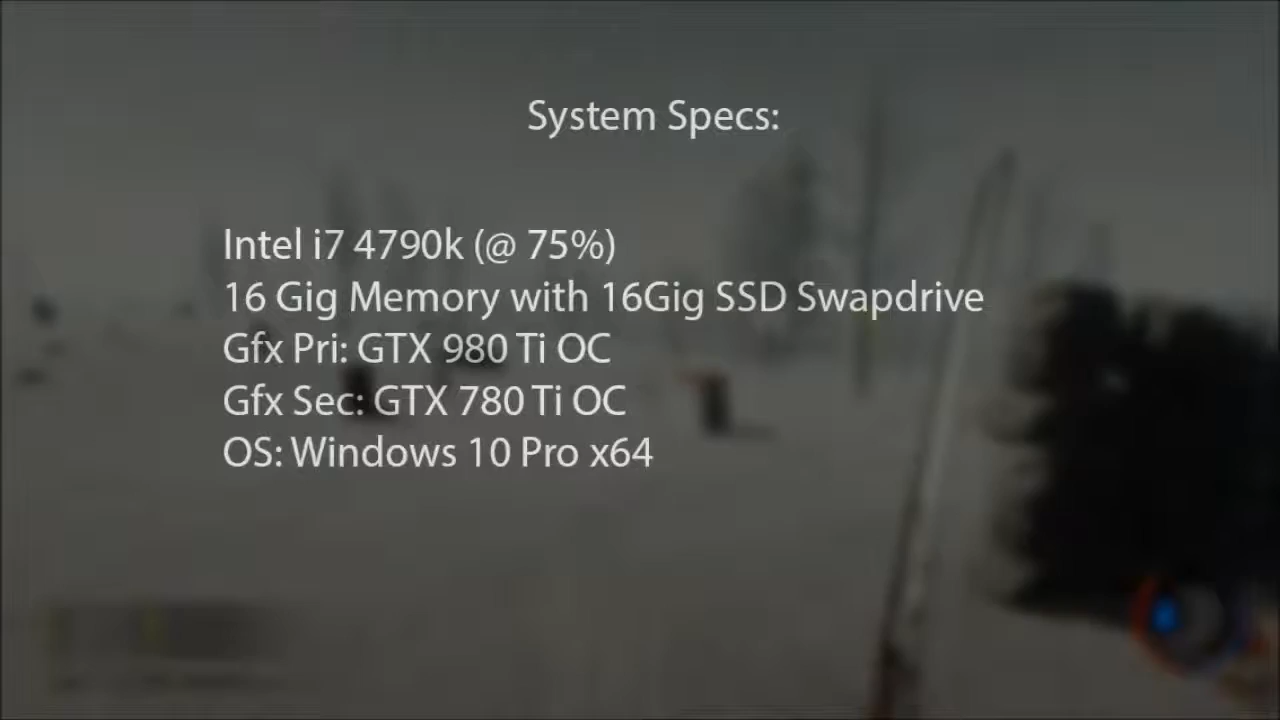 System Specs:
Intel i7 4790k (@ 75%)
16 Gig Memory with 16Gig SSD Swapdrive
Gfx Pri: GTX 980 Ti OC
Gfx Sec: GTX 780 Ti OC
OS: Windows 10 Pro x64